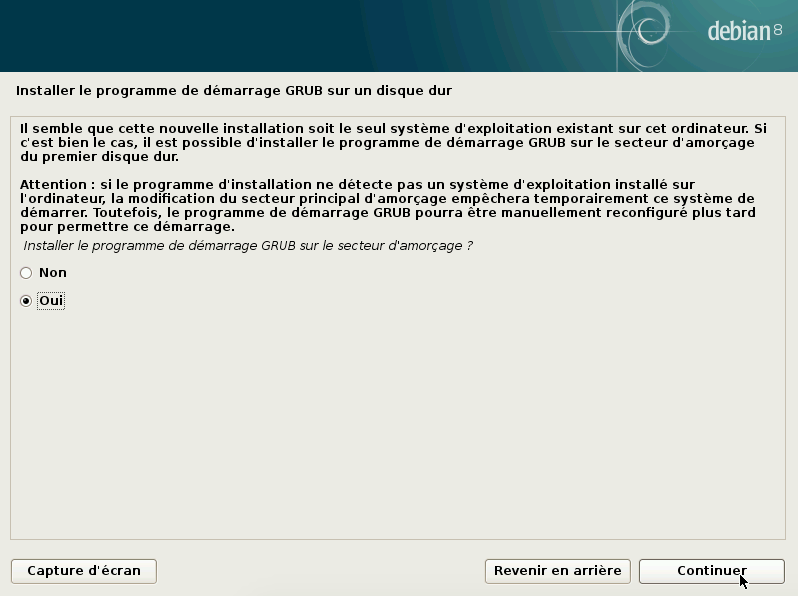 debian 8
Installer le programme de démarrage GRUB sur un disque dur
Il semble que cette nouvelle installation soit le seul système d'exploitation existant sur cet ordinateur. Si
c'est bien le cas, il est possible d'installer le programme de démarrage GRUB sur le secteur d'amorçage
du premier disque dur.
Attention : si le programme d'installation ne détecte pas un système d'exploitation installé sur
l'ordinateur, la modification du secteur principal d'amorçage empêchera temporairement ce système de
démarrer. Toutefois, le programme de démarrage GRUB pourra être manuellement reconfiguré plus tard
pour permettre ce démarrage.
Installer le programme de démarrage GRUB sur le secteur d'amorçage ?
Non
Oui
Capture d'écran
Revenir en arrière
Continuer